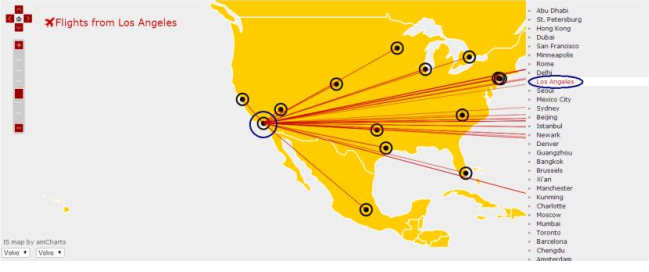 Flights from Los Angeles
Abu Dhabi
St. Petersburg
Hong Kong
Dubai
San Francisco
Minneapolis
Rome
Delhi
Los Angeles
Seoul
Mexico City
Sydney
Beijing
Istanbul
Newark
Denver
Guangzhou
Bangkok
Brussels
Xi'an
Manchester
Kunming
Charlotte
Moscow
Mumbai
Toronto
Barcelona
Chengdu
Amsterdam
JS map by amCharts
Volvo Volvo